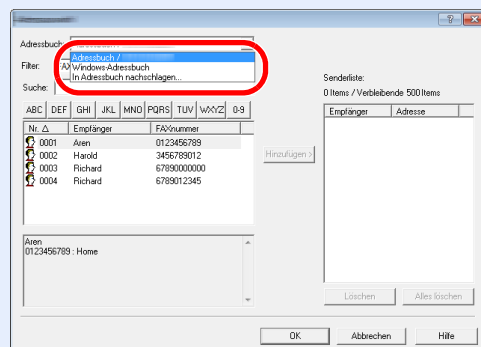 Adressbuch:
Adressbuch /
Windows-Adressbuch
In Adressbuch nachschlagen...
Filter: FAX
Suche:
ABC DEF GHI JKL MNO PQRS TUV WXYZ 0-9
Nr. Δ Empfänger FAXnummer
0001 Aren 0123456789
0002 Harold 3456789012
0003 Richard 67890000000
0004 Richard 6789012345
Aren
0123456789 : Home
Hinzufügen >
Senderliste:
0 Items / Verbleibende 500 Items
Empfänger Adresse
Löschen Alles löschen
OK Abbrechen Hilfe